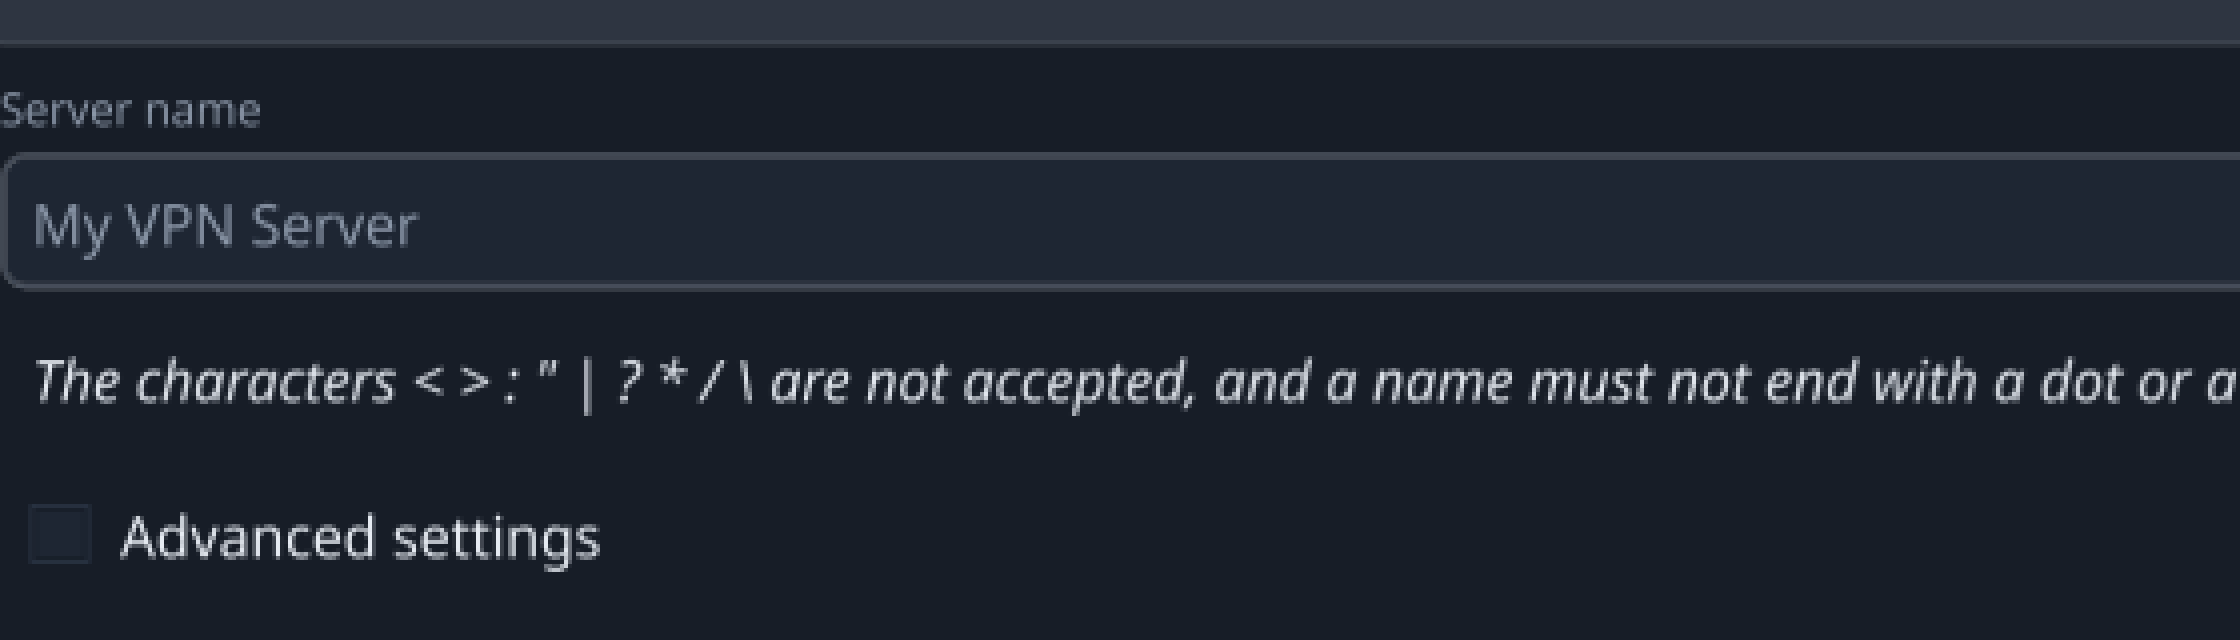 Server name
My VPN Server
The characters < > : " | ? * / \ are not accepted, and a name must not end with a dot or a
Advanced settings